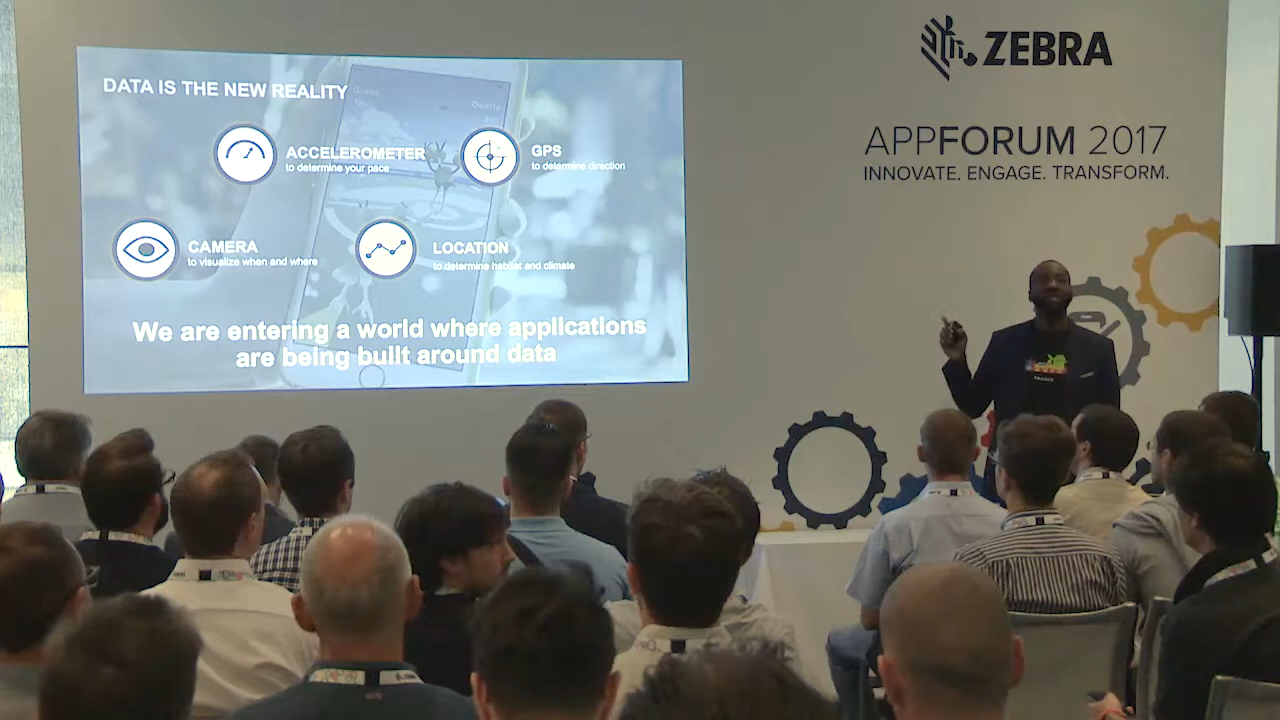 DATA IS THE NEW REALITY
ACCELEROMETER
to determine your pace
GPS
to determine direction
CAMERA
to visualize when and where
LOCATION
to determine habitat and climate
We are entering a world where applications
are being built around data
ZEBRA
APPFORUM 2017
INNOVATE. ENGAGE. TRANSFORM.